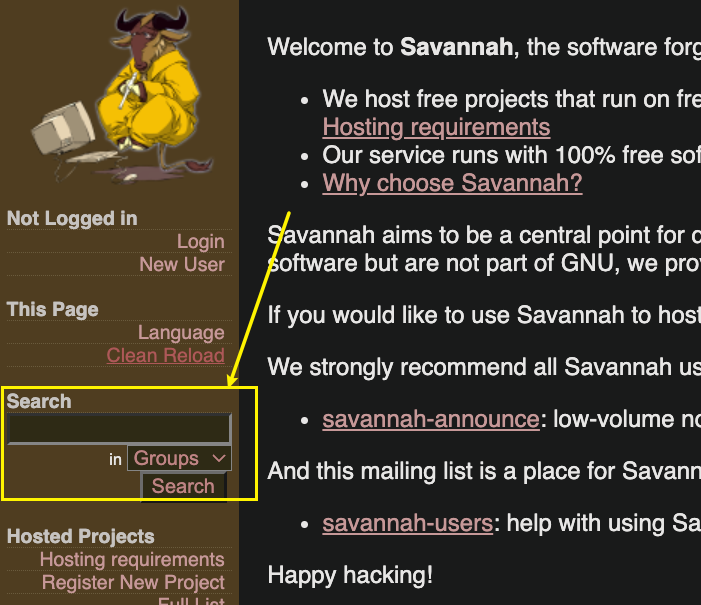 Not Logged in
Login
New User
This Page
Language
Clean Reload
Search
in Groups
Search
Hosted Projects
Hosting requirements
Register New Project
Full List
Welcome to Savannah, the software forg
• We host free projects that run on fre
Hosting requirements
• Our service runs with 100% free sof
• Why choose Savannah?
Savannah aims to be a central point for d
software but are not part of GNU, we prov
If you would like to use Savannah to host
We strongly recommend all Savannah us
• savannah-announce: low-volume no
And this mailing list is a place for Savann
• savannah-users: help with using Sa
Happy hacking!